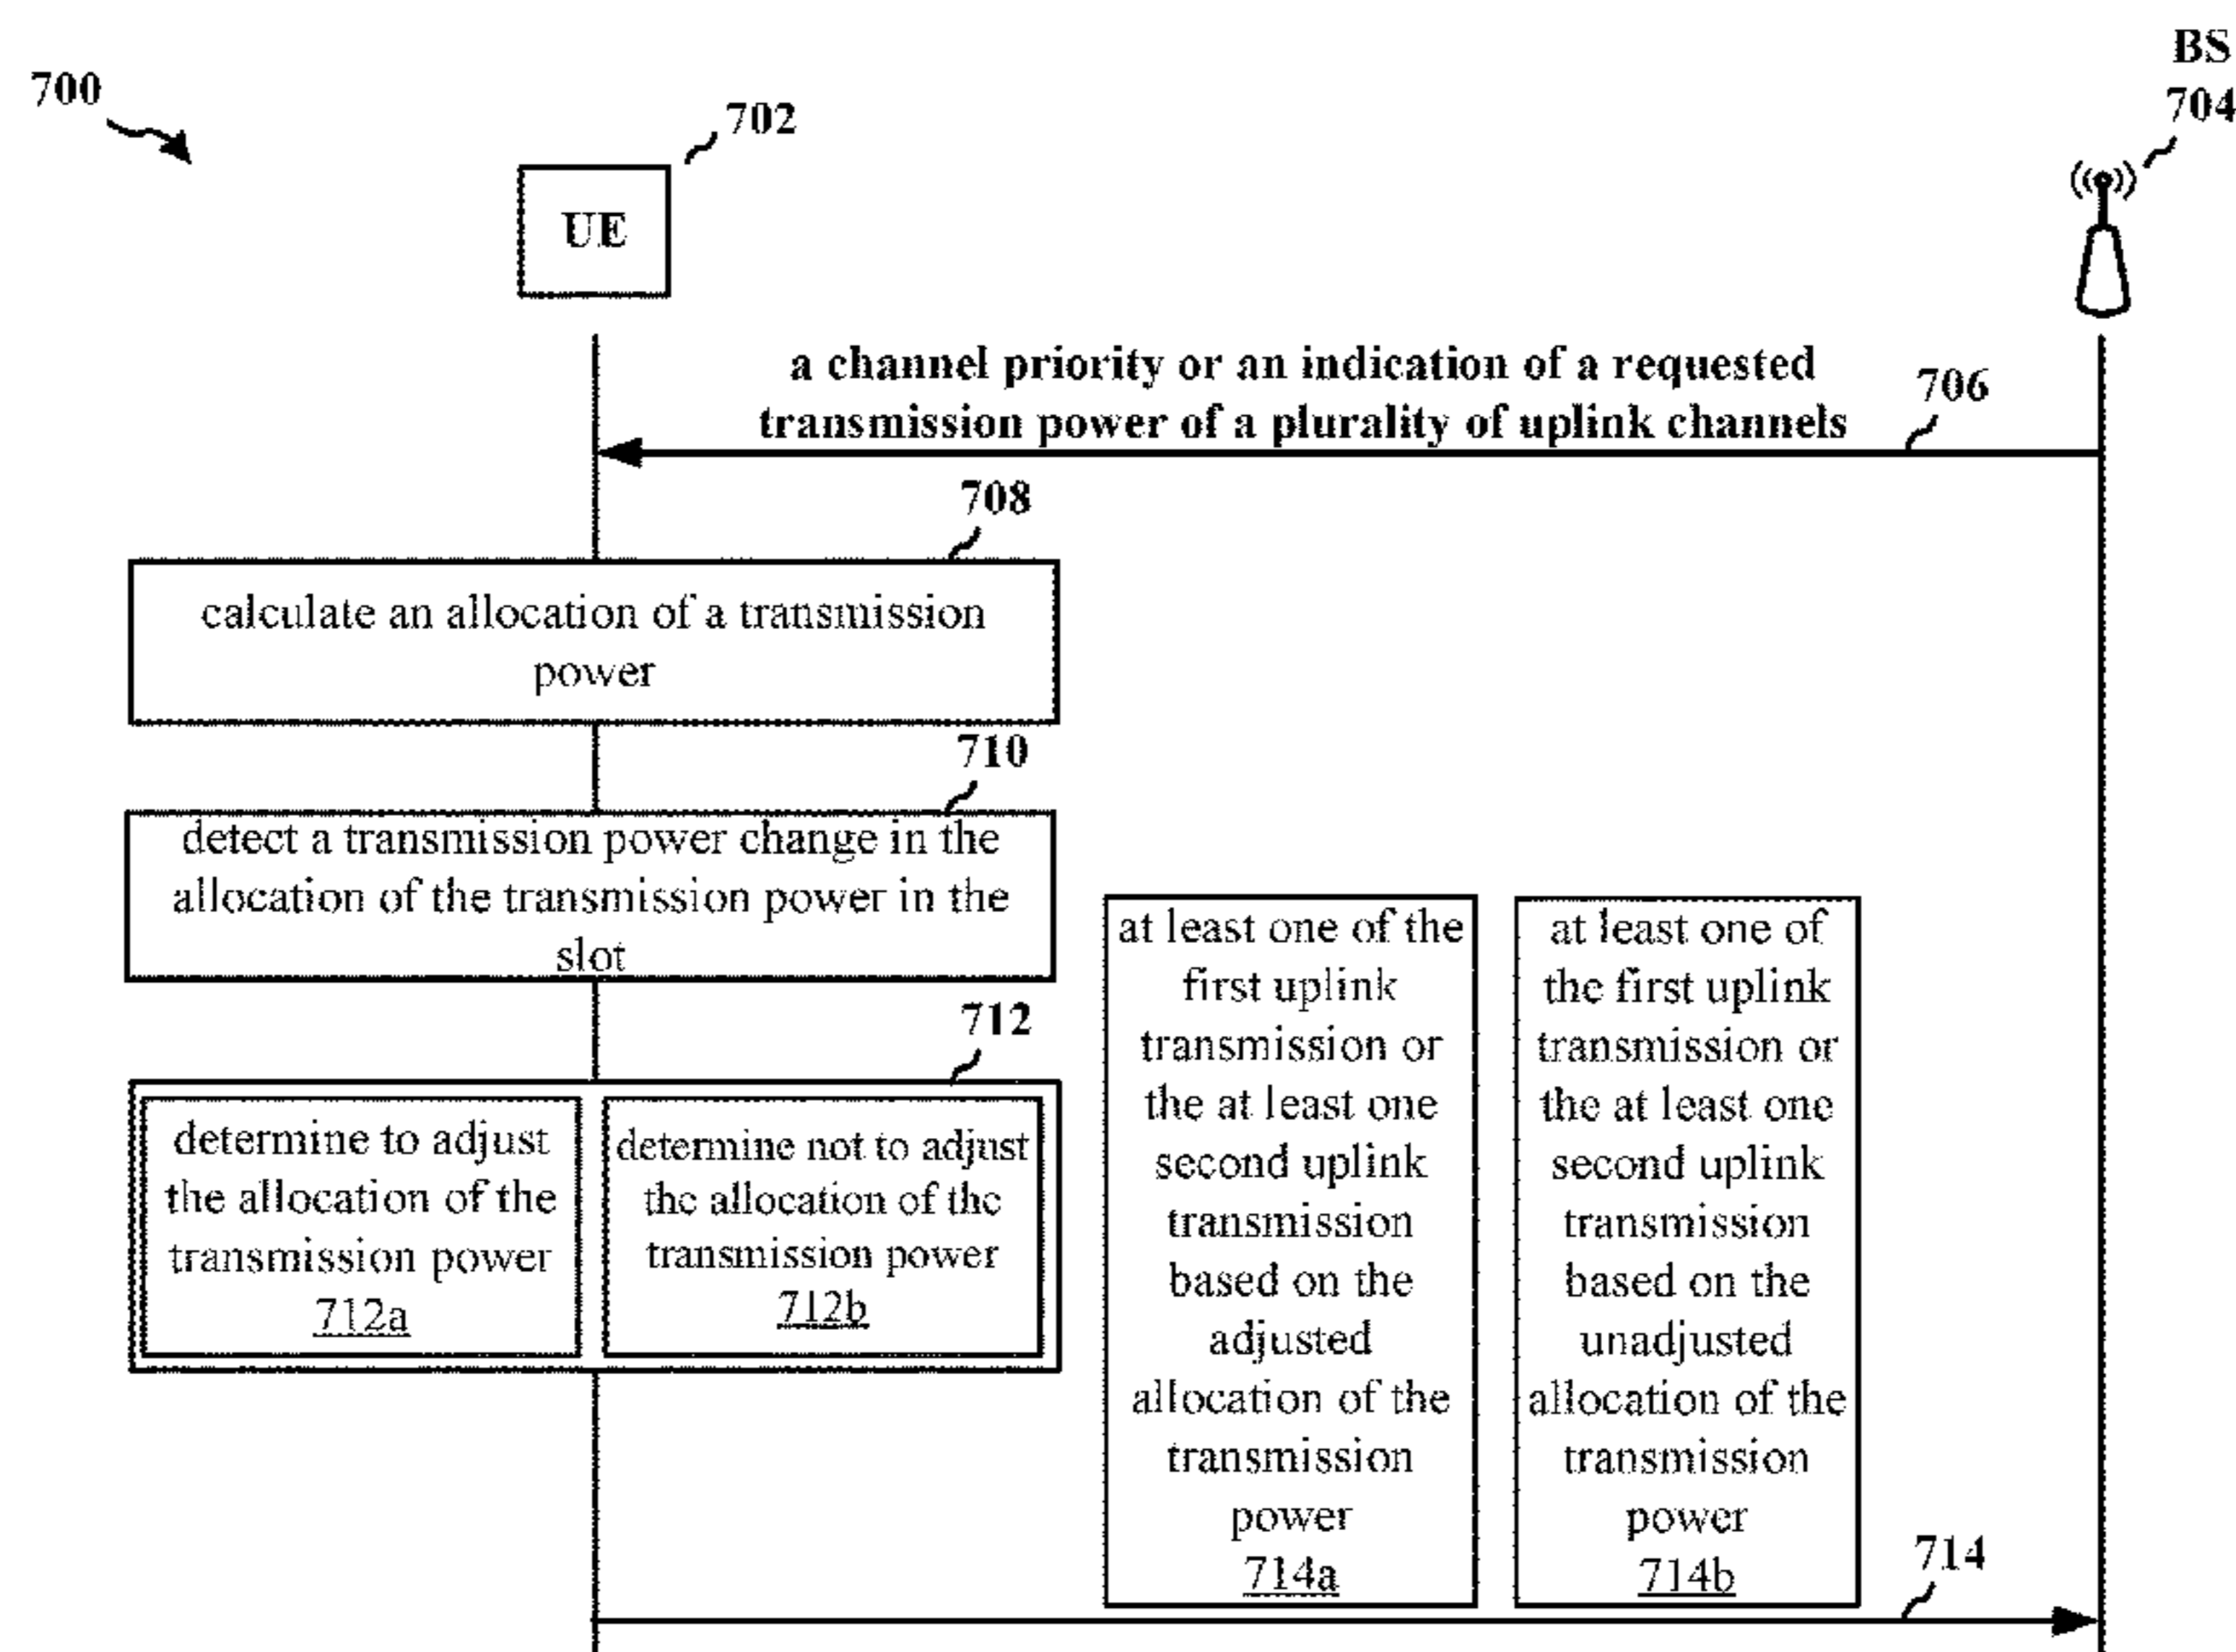 700
702
BS
704
UE
a channel priority or an indication of a requested
transmission power of a plurality of uplink channels
706
708
calculate an allocation of a transmission
power
710
detect a transmission power change in the
allocation of the transmission power in the
slot
712
determine to adjust
the allocation of the
transmission power
712a
determine not to adjust
the allocation of the
transmission power
712b
at least one of the
first uplink
transmission or
the at least one
second uplink
transmission
based on the
adjusted
allocation of the
transmission
power
714a
at least one of
the first uplink
transmission or
the at least one
second uplink
transmission
based on the
unadjusted
allocation of the
transmission
power
714b
714